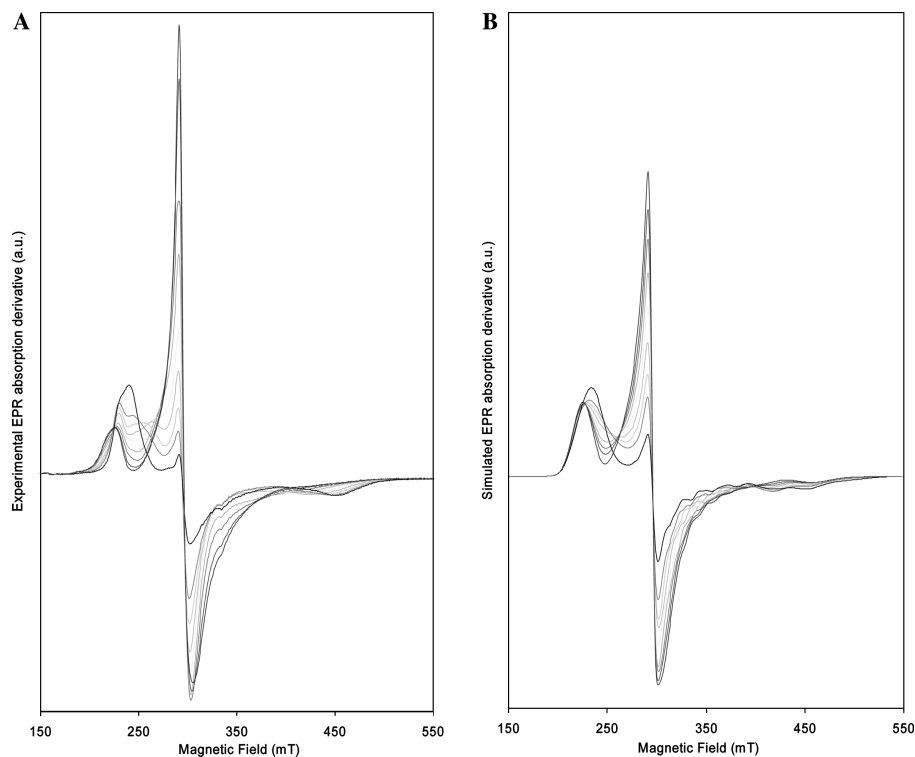 A
B
Experimental EPR absorption derivative (a.u.)
Simulated EPR absorption derivative (a.u.)
150 250 350 450 550
150 250 350 450 550
Magnetic Field (mT)
Magnetic Field (mT)